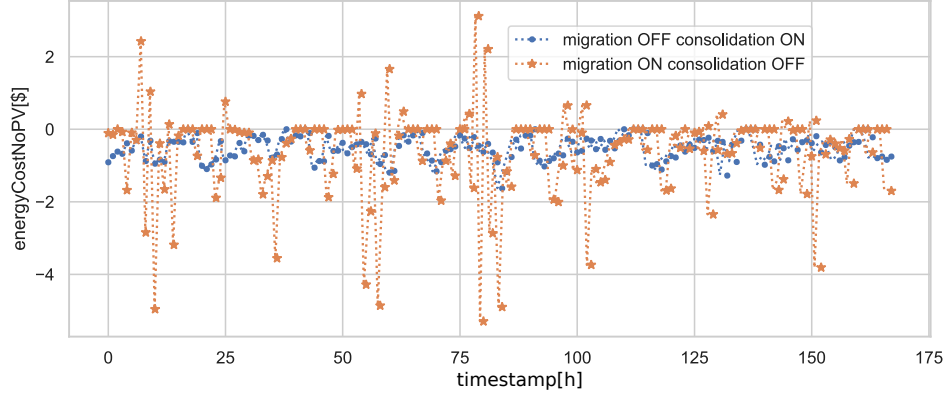 energyCostNoPV[$]
2
0
−2
−4
migration OFF consolidation ON
migration ON consolidation OFF
0 25 50 75 100 125 150 175
timestamp[h]